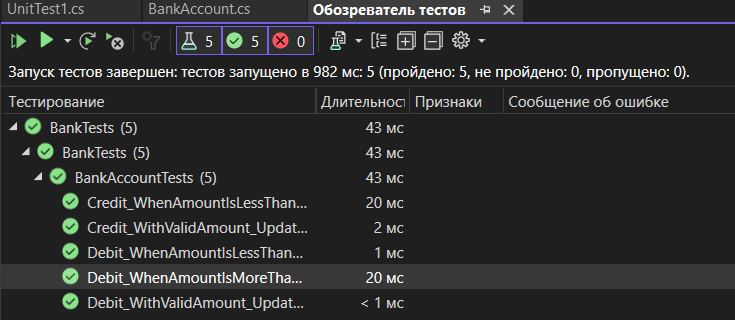 UnitTest1.cs BankAccount.cs Обозреватель тестов
5 5 0
Запуск тестов завершен: тестов запущено в 982 мс: 5 (пройдено: 5, не пройдено: 0, пропущено: 0).
Тестирование Длительност Признаки Сообщение об ошибке
BankTests (5) 43 мс
BankTests (5) 43 мс
BankAccountTests (5) 43 мс
Credit_WhenAmountIsLessThan... 20 мс
Credit_WithValidAmount_Updat... 2 мс
Debit_WhenAmountIsLessThan... 1 мс
Debit_WhenAmountIsMoreTha... 20 мс
Debit_WithValidAmount_Updat... < 1 мс